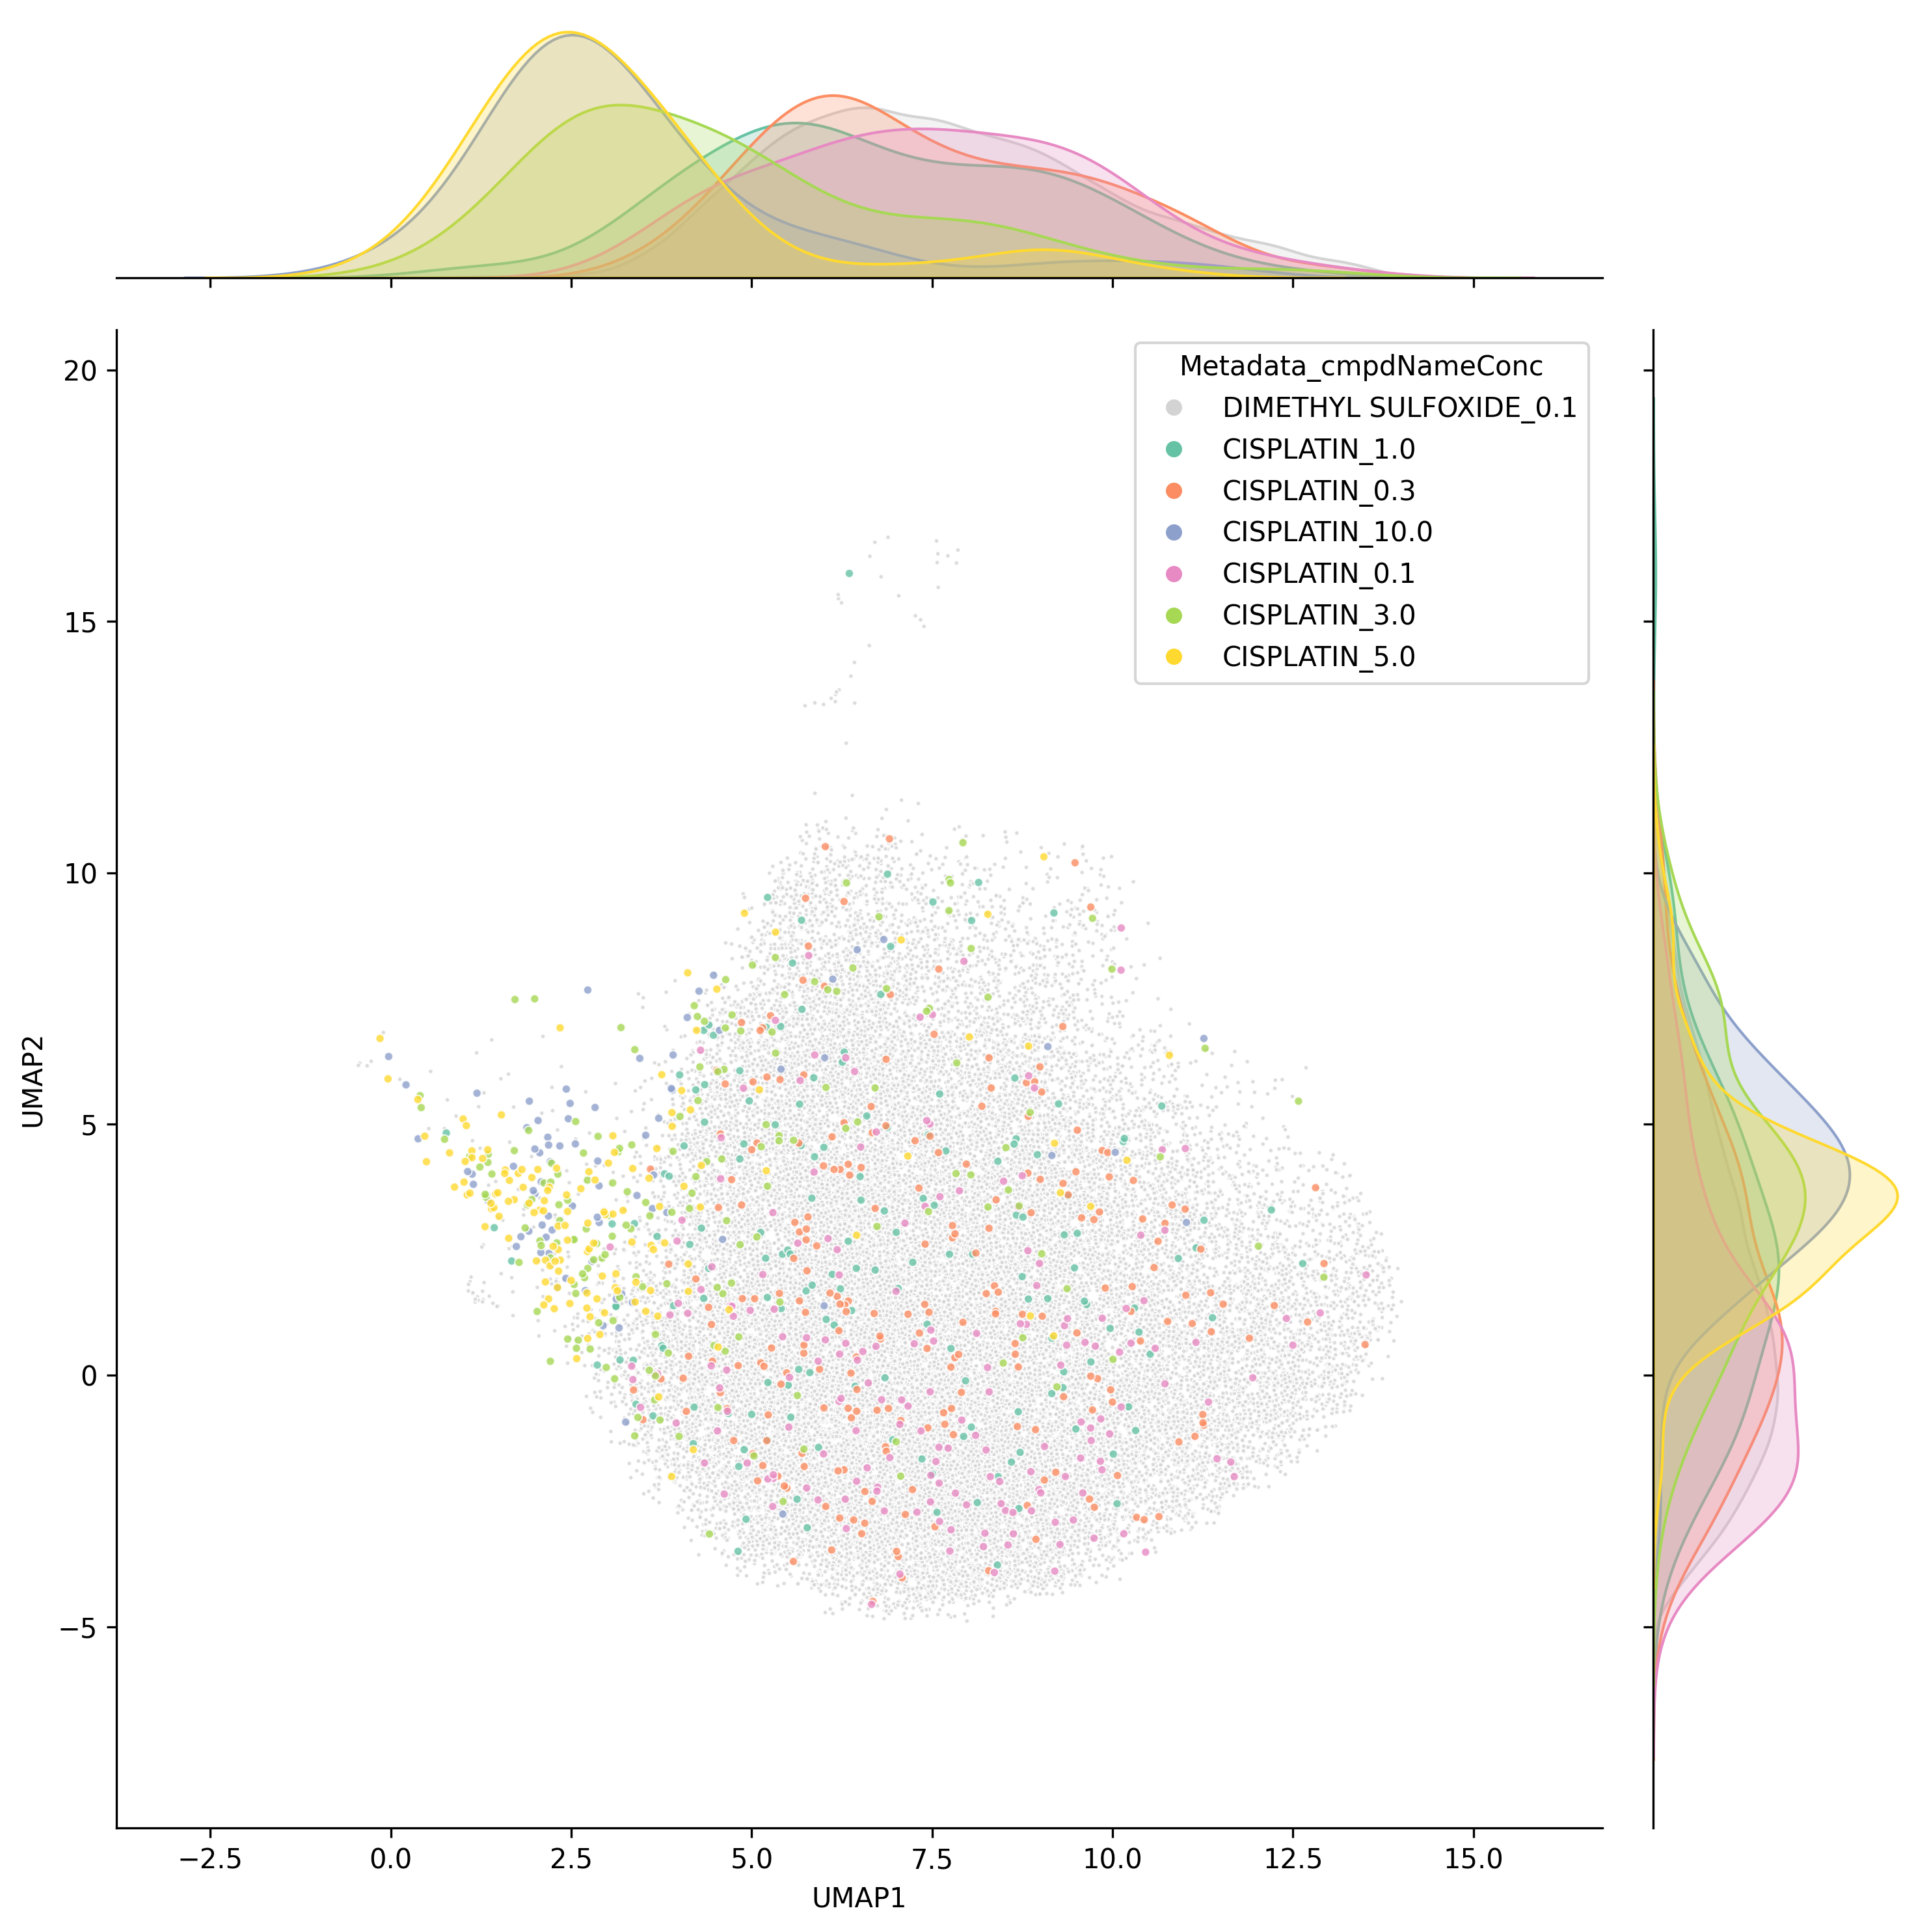 Metadata_cmpdNameConc
DIMETHYL SULFOXIDE_0.1
CISPLATIN_1.0
CISPLATIN_0.3
CISPLATIN_10.0
CISPLATIN_0.1
CISPLATIN_3.0
CISPLATIN_5.0
20
15
10
5
0
−5
UMAP2
−2.5 0.0 2.5 5.0 7.5 10.0 12.5 15.0
UMAP1